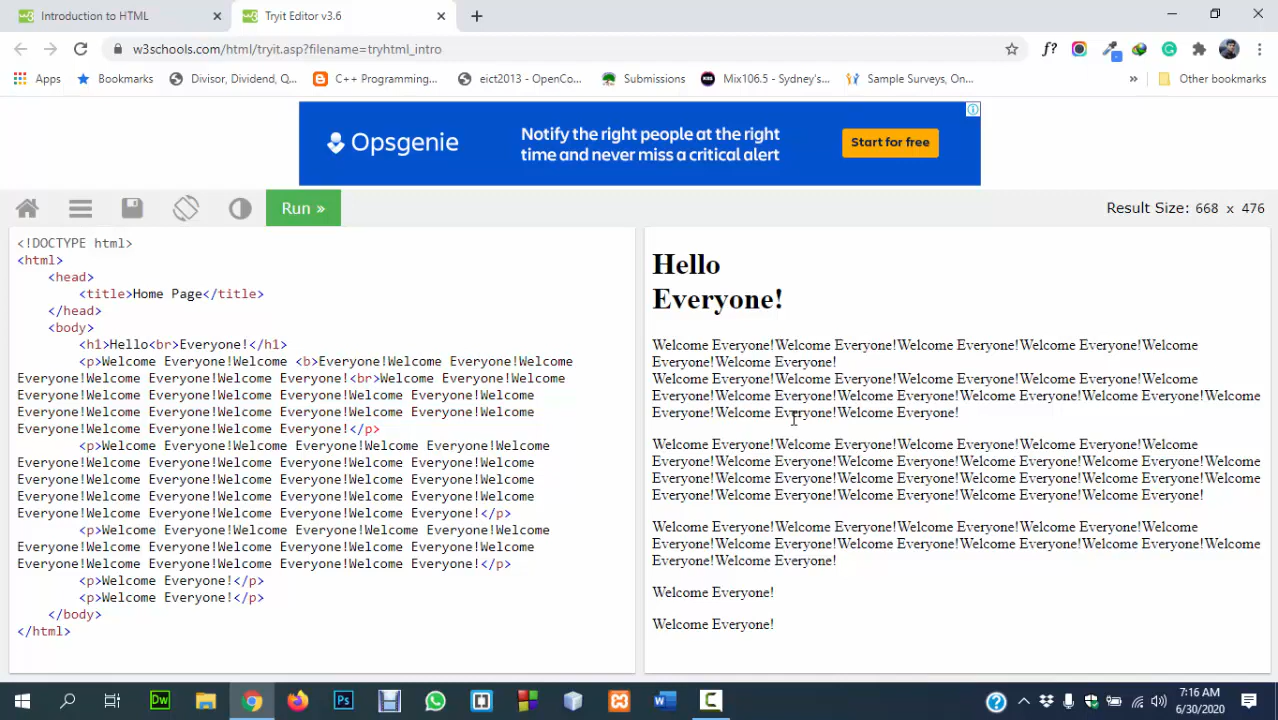 Introduction to HTML
Tryit Editor v3.6
w3schools.com/html/tryit.asp?filename=tryhtml_intro
f?
Apps
Bookmarks
Divisor, Dividend, Q...
C++ Programming...
eict2013 - OpenCo...
Submissions
Mix106.5 - Sydney's...
Sample Surveys, On...
»
Other bookmarks
Opsgenie
Notify the right people at the right
time and never miss a critical alert
Start for free
Run »
Result Size: 668 x 476
<!DOCTYPE html>
<html>
<head>
<title>Home Page</title>
</head>
<body>
<h1>Hello<br>Everyone!</h1>
<p>Welcome Everyone!Welcome <b>Everyone!Welcome Everyone!Welcome
Everyone!Welcome Everyone!Welcome Everyone!<br>Welcome Everyone!Welcome
Everyone!Welcome Everyone!Welcome Everyone!Welcome Everyone!Welcome
Everyone!Welcome Everyone!Welcome Everyone!Welcome Everyone!Welcome
Everyone!Welcome Everyone!Welcome Everyone!</p>
<p>Welcome Everyone!Welcome Everyone!Welcome Everyone!Welcome
Everyone!Welcome Everyone!Welcome Everyone!Welcome Everyone!Welcome
Everyone!Welcome Everyone!Welcome Everyone!Welcome Everyone!Welcome
Everyone!Welcome Everyone!Welcome Everyone!Welcome Everyone!Welcome
Everyone!Welcome Everyone!Welcome Everyone!Welcome Everyone!</p>
<p>Welcome Everyone!Welcome Everyone!Welcome Everyone!Welcome
Everyone!Welcome Everyone!Welcome Everyone!Welcome Everyone!Welcome
Everyone!Welcome Everyone!Welcome Everyone!Welcome Everyone!</p>
<p>Welcome Everyone!</p>
<p>Welcome Everyone!</p>
</body>
</html>
Hello
Everyone!
Welcome Everyone!Welcome Everyone!Welcome Everyone!Welcome Everyone!Welcome
Everyone!Welcome Everyone!
Welcome Everyone!Welcome Everyone!Welcome Everyone!Welcome Everyone!Welcome
Everyone!Welcome Everyone!Welcome Everyone!Welcome Everyone!Welcome Everyone!Welcome
Everyone!Welcome Everyone!Welcome Everyone!
Welcome Everyone!Welcome Everyone!Welcome Everyone!Welcome Everyone!Welcome
Everyone!Welcome Everyone!Welcome Everyone!Welcome Everyone!Welcome Everyone!Welcome
Everyone!Welcome Everyone!Welcome Everyone!Welcome Everyone!Welcome Everyone!Welcome
Everyone!Welcome Everyone!Welcome Everyone!Welcome Everyone!Welcome Everyone!
Welcome Everyone!Welcome Everyone!Welcome Everyone!Welcome Everyone!Welcome
Everyone!Welcome Everyone!Welcome Everyone!Welcome Everyone!Welcome Everyone!Welcome
Everyone!Welcome Everyone!
Welcome Everyone!
Welcome Everyone!
Dw
Ps
7:16 AM
6/30/2020